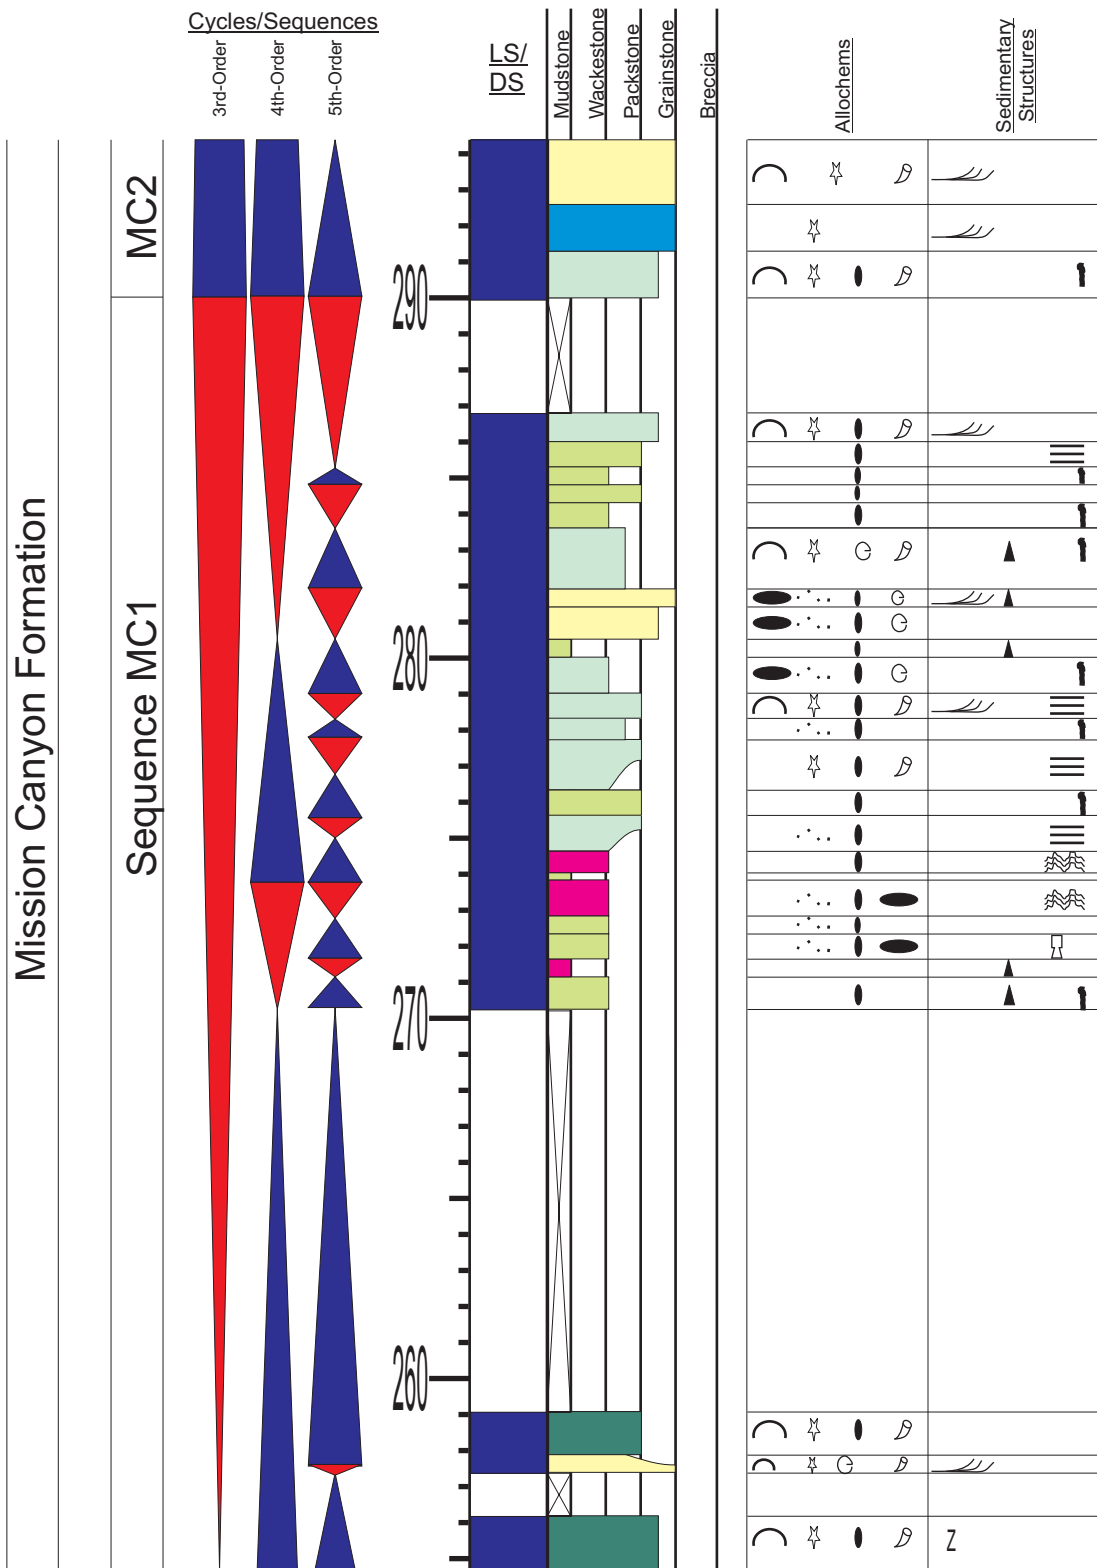 Cycles/Sequences
3rd-Order
4th-Order
5th-Order
LS/
DS
Mudstone
Wackestone
Packstone
Grainstone
Breccia
Allochems
Sedimentary
Structures
Mission Canyon Formation
MC2
Sequence MC1
290
280
270
260
Z